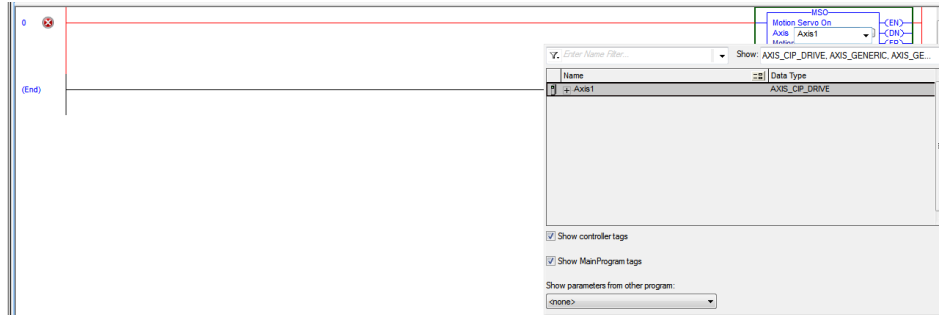 MSO
0
Motion Servo On
EN
Axis Axis1
DN
Enter Name Filter...
Show: AXIS_CIP_DRIVE, AXIS_GENERIC, AXIS_GE...
Name
Data Type
(End)
Axis1
AXIS_CIP_DRIVE
Show controller tags
Show MainProgram tags
Show parameters from other program:
<none>